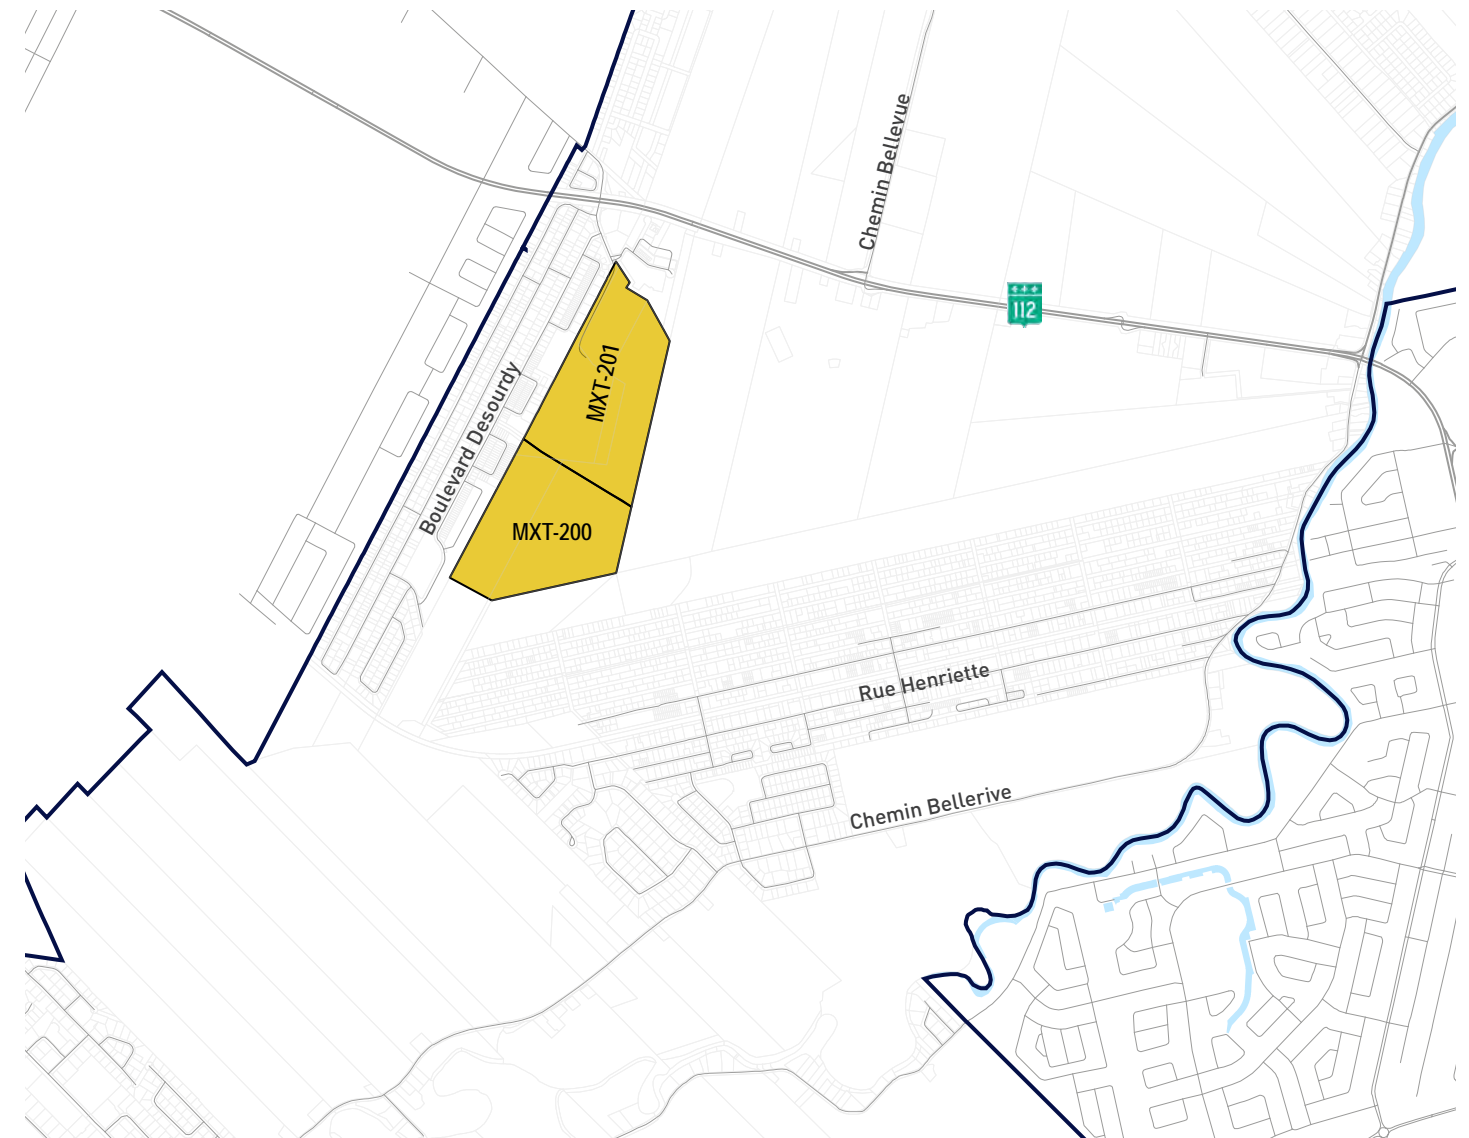 Chemin Bellevue
112
MXT-201
Boulevard Desourdy
MXT-200
Rue Henriette
Chemin Bellerive